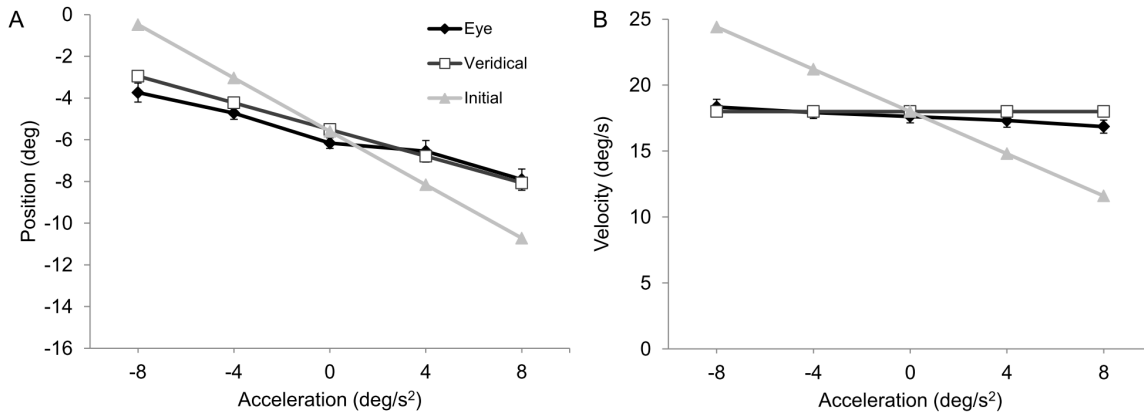 A
0
-2
-4
-6
-8
-10
-12
-14
-16
Position (deg)
-8 -4 0 4 8
Acceleration (deg/s²)
Eye
Veridical
Initial
B
25
20
15
10
5
0
Velocity (deg/s)
-8 -4 0 4 8
Acceleration (deg/s²)